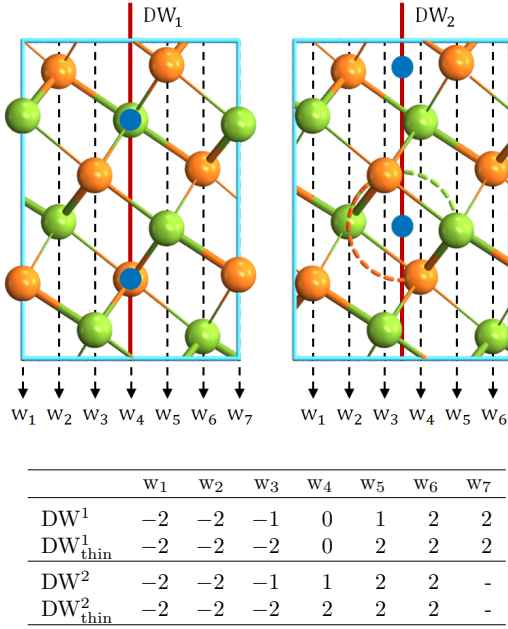 DW₁ DW₂
w₁ w₂ w₃ w₄ w₅ w₆ w₇ w₁ w₂ w₃ w₄ w₅ w₆
w₁ w₂ w₃ w₄ w₅ w₆ w₇
DW¹ −2 −2 −1 0 1 2 2
DW¹thin −2 −2 −2 0 2 2 2
DW² −2 −2 −1 1 2 2 -
DW²thin −2 −2 −2 2 2 2 -